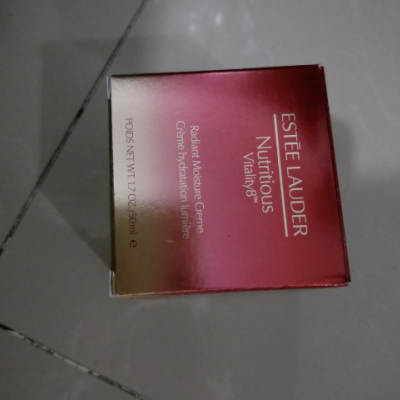 ESTĒE LAUDER
Nutritious
Vitality8™
Radiant Moisture Creme
Crème hydratation lumière
POIDS NET WT. 1.7 OZ./50ml e